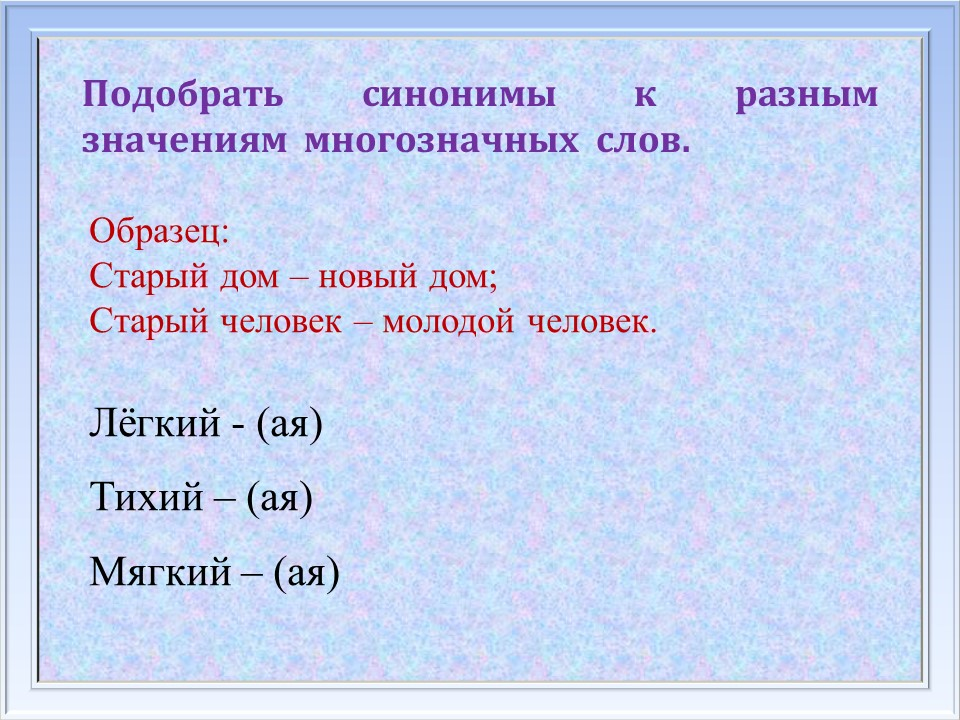 Подобрать синонимы к разным
значениям многозначных слов.
Образец:
Старый дом – новый дом;
Старый человек – молодой человек.
Лёгкий - (ая)
Тихий – (ая)
Мягкий – (ая)